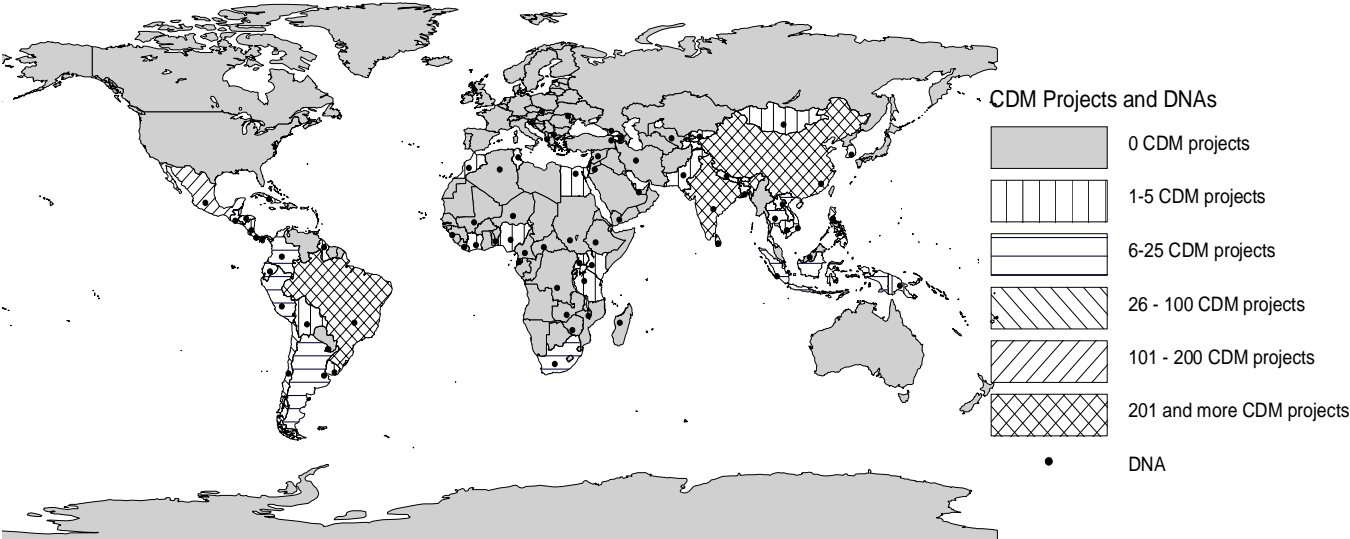 CDM Projects and DNAs
0 CDM projects
1-5 CDM projects
6-25 CDM projects
26 - 100 CDM projects
101 - 200 CDM projects
201 and more CDM projects
DNA